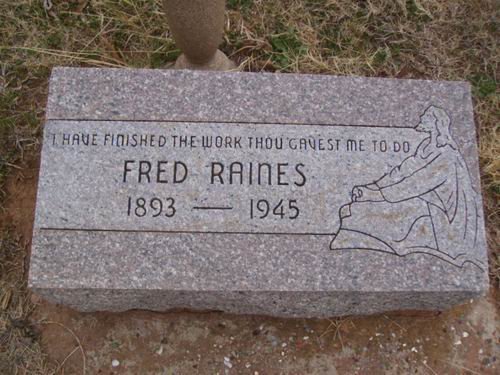 I HAVE FINISHED THE WORK THOU GAVEST ME TO DO
FRED RAINES
1893 — 1945